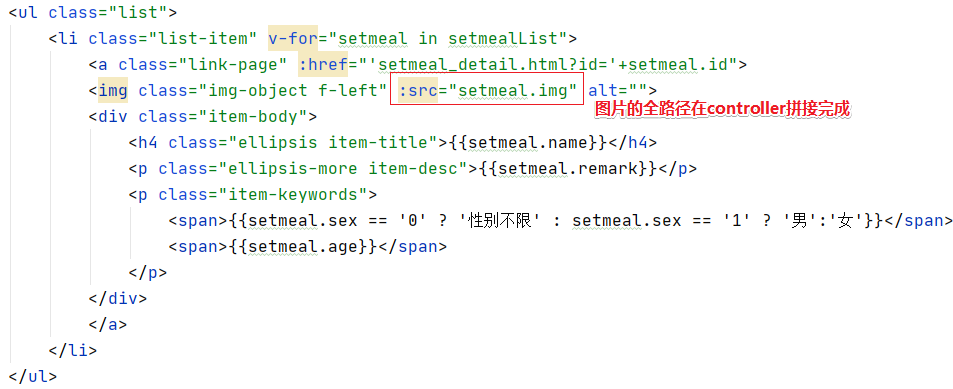 <ul class="list">
<li class="list-item" v-for="setmeal in setmealList">
<a class="link-page" :href="'setmeal_detail.html?id='+setmeal.id">
<img class="img-object f-left" :src="setmeal.img" alt="">
图片的全路径在controller拼接完成
<div class="item-body">
<h4 class="ellipsis item-title">{{setmeal.name}}</h4>
<p class="ellipsis-more item-desc">{{setmeal.remark}}</p>
<p class="item-keywords">
<span>{{setmeal.sex == '0' ? '性别不限' : setmeal.sex == '1' ? '男':'女'}}</span>
<span>{{setmeal.age}}</span>
</p>
</div>
</a>
</li>
</ul>